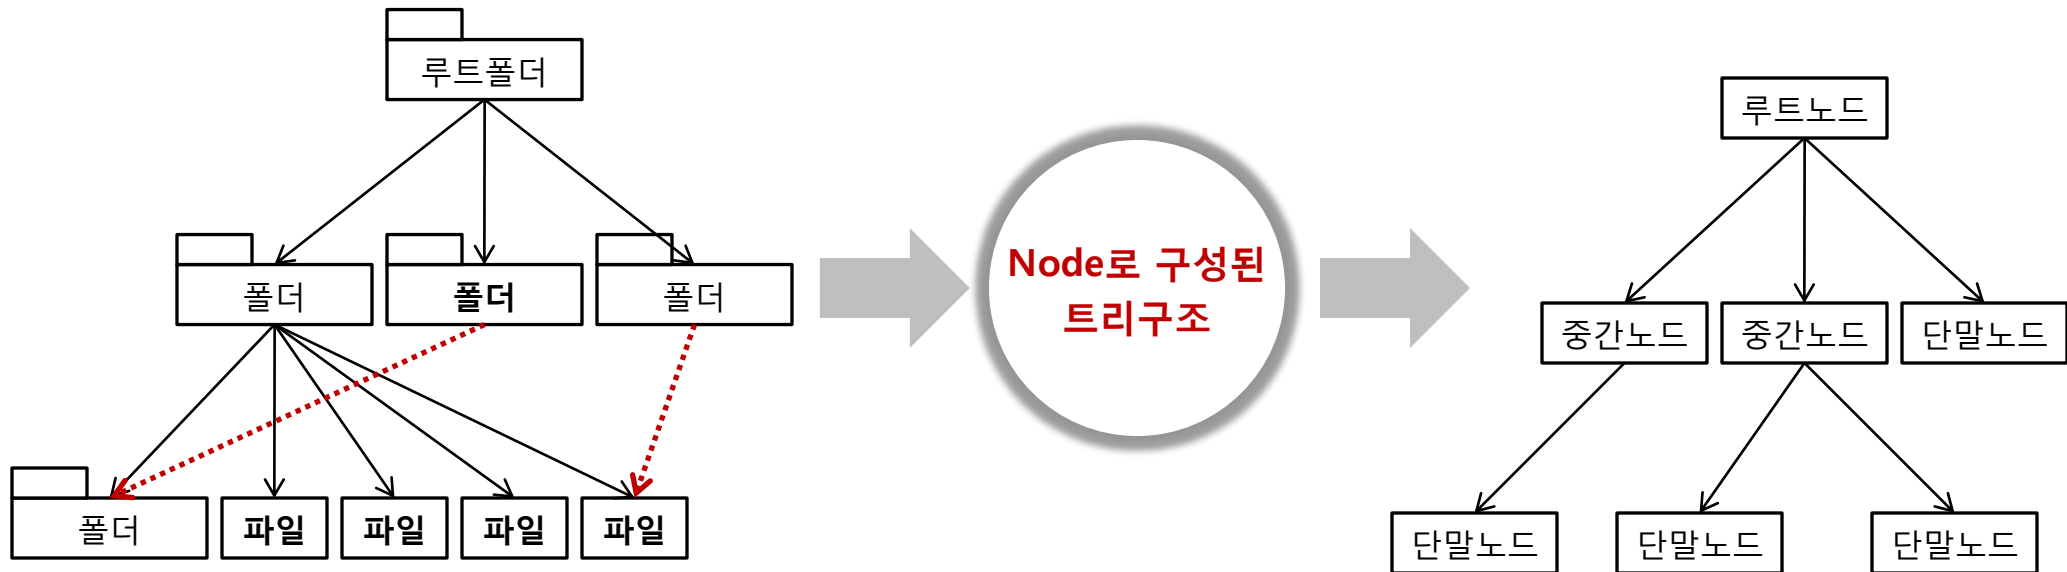 루트폴더
폴더
폴더
폴더
폴더
파일
파일
파일
파일
Node로 구성된
트리구조
루트노드
중간노드
중간노드
단말노드
단말노드
단말노드
단말노드